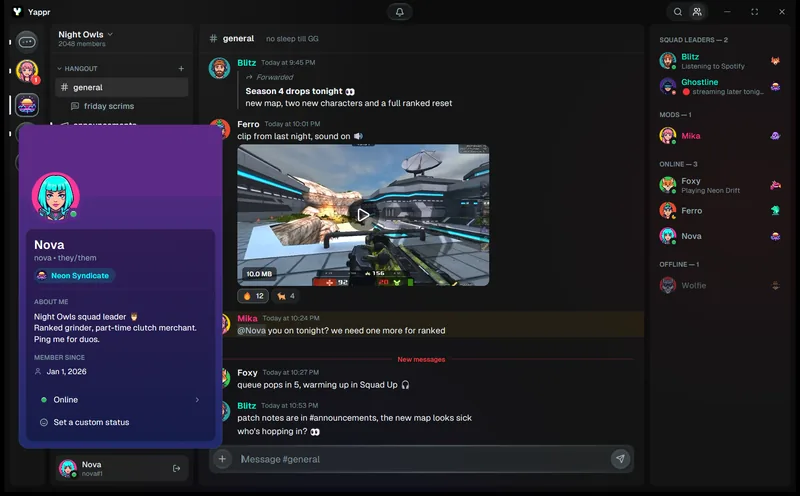 Yappr
Night Owls
2048 members
HANGOUT
general
friday scrims
announcements
Nova
nova • they/them
Neon Syndicate
ABOUT ME
Night Owls squad leader
Ranked grinder, part-time clutch merchant.
Ping me for duos.
MEMBER SINCE
Jan 1, 2026
Online
Set a custom status
Nova
nova#1
# general no sleep till GG
Blitz Today at 9:45 PM
Forwarded
Season 4 drops tonight 👀
new map, two new characters and a full ranked reset
Ferro Today at 10:01 PM
clip from last night, sound on 🔊
10.0 MB
156
92
20
🔥 12
4
Mika Today at 10:24 PM
@Nova you on tonight? we need one more for ranked
New messages
Foxy Today at 10:27 PM
queue pops in 5, warming up in Squad Up 🎧
Blitz Today at 10:53 PM
patch notes are in #announcements, the new map looks sick
who's hopping in? 👀
Message #general
SQUAD LEADERS — 2
Blitz
Listening to Spotify
Ghostline
🔴 streaming later tonig...
MODS — 1
Mika
ONLINE — 3
Foxy
Playing Neon Drift
Ferro
Nova
OFFLINE — 1
Wolfie